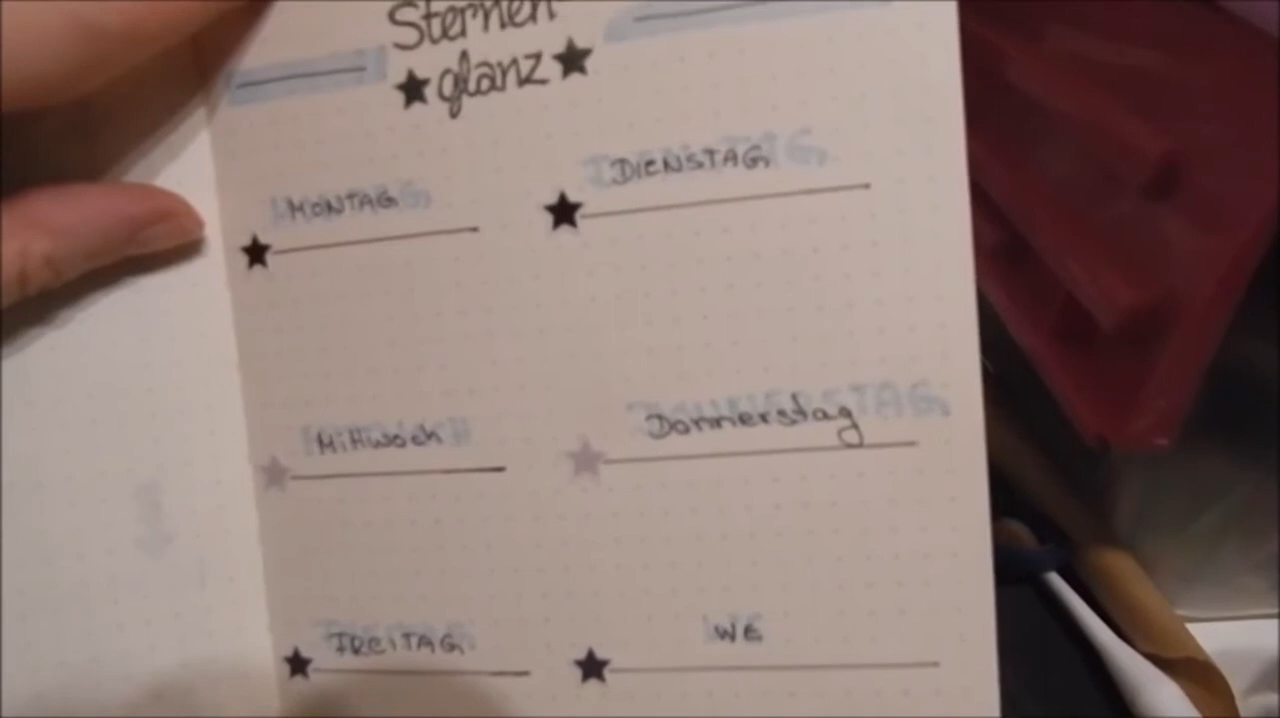 Sternen-
glanz
MONTAG
DIENSTAG
Mittwoch
Donnerstag
FREITAG
WE